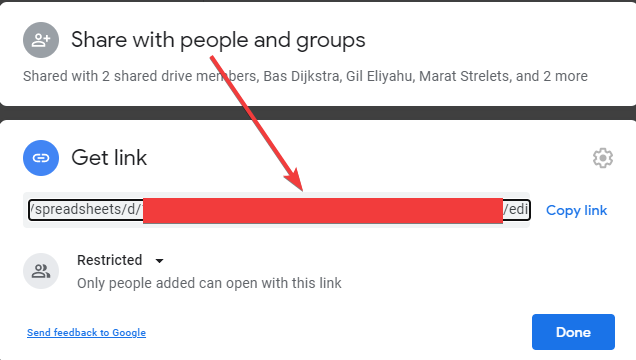 Share with people and groups
Shared with 2 shared drive members, Bas Dijkstra, Gil Eliyahu, Marat Strelets, and 2 more
Get link
/spreadsheets/d/ /edi
Copy link
Restricted
Only people added can open with this link
Send feedback to Google
Done